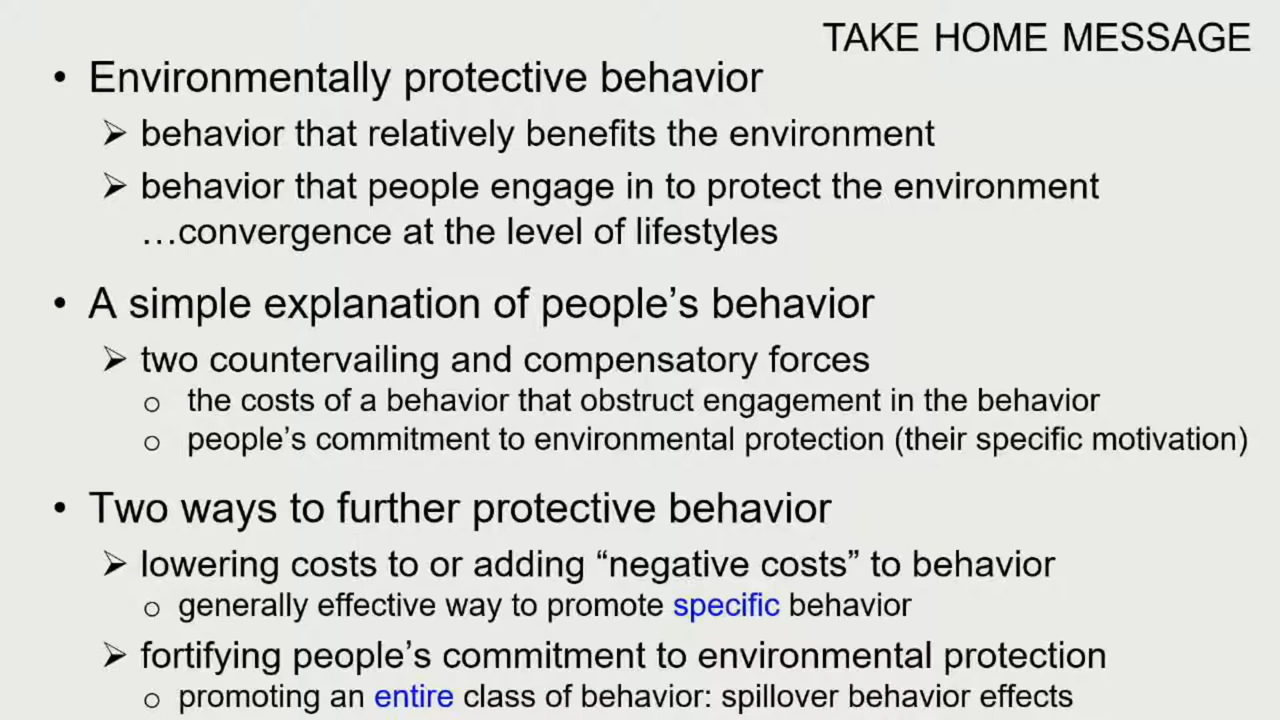 TAKE HOME MESSAGE
• Environmentally protective behavior
➢ behavior that relatively benefits the environment
➢ behavior that people engage in to protect the environment
…convergence at the level of lifestyles
• A simple explanation of people’s behavior
➢ two countervailing and compensatory forces
o the costs of a behavior that obstruct engagement in the behavior
o people’s commitment to environmental protection (their specific motivation)
• Two ways to further protective behavior
➢ lowering costs to or adding “negative costs” to behavior
o generally effective way to promote specific behavior
➢ fortifying people’s commitment to environmental protection
o promoting an entire class of behavior: spillover behavior effects